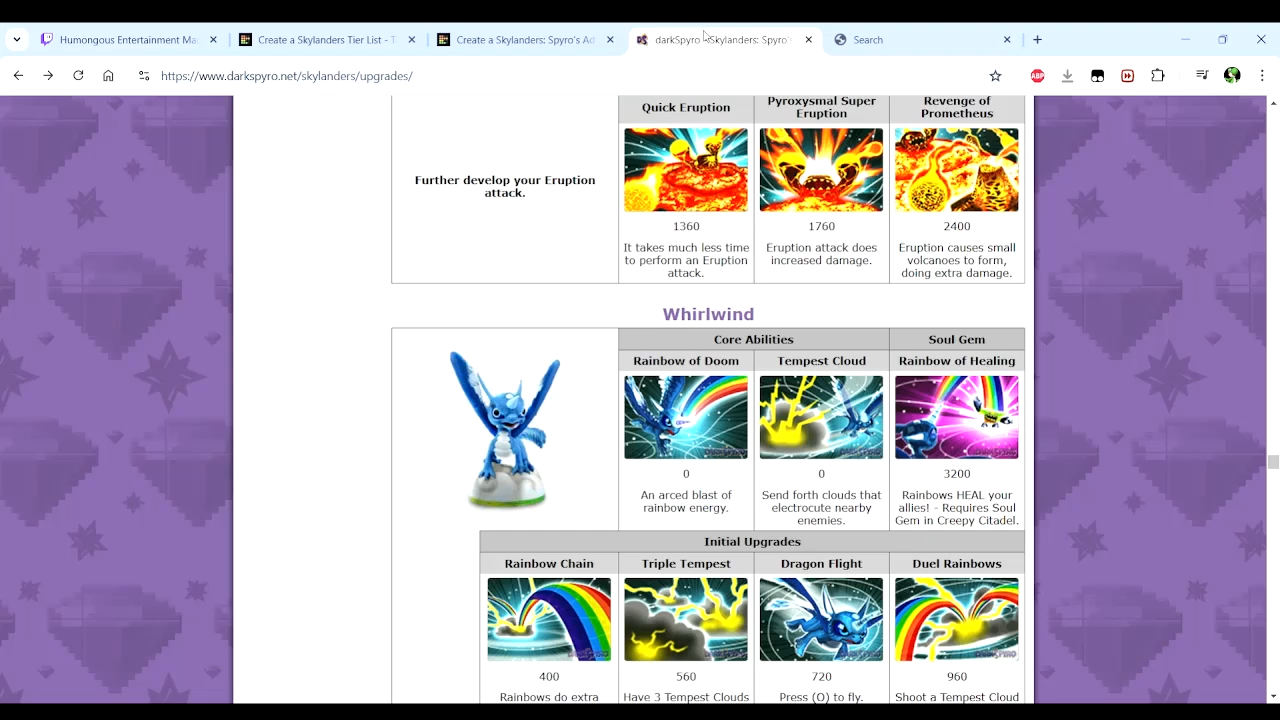 Humongous Entertainment Ma
Create a Skylanders Tier List - T
Create a Skylanders: Spyro's Ad
darkSpyro - Skylanders: Spyro'
Search
https://www.darkspyro.net/skylanders/upgrades/
ABP
Further develop your Eruption
attack.
Quick Eruption
Pyroxysmal Super
Eruption
Revenge of
Prometheus
1360
1760
2400
It takes much less time
to perform an Eruption
attack.
Eruption attack does
increased damage.
Eruption causes small
volcanoes to form,
doing extra damage.
Whirlwind
Core Abilities
Soul Gem
Rainbow of Doom
Tempest Cloud
Rainbow of Healing
0
0
3200
An arced blast of
rainbow energy.
Send forth clouds that
electrocute nearby
enemies.
Rainbows HEAL your
allies! - Requires Soul
Gem in Creepy Citadel.
Initial Upgrades
Rainbow Chain
Triple Tempest
Dragon Flight
Duel Rainbows
400
560
720
960
Rainbows do extra
Have 3 Tempest Clouds
Press (O) to fly.
Shoot a Tempest Cloud